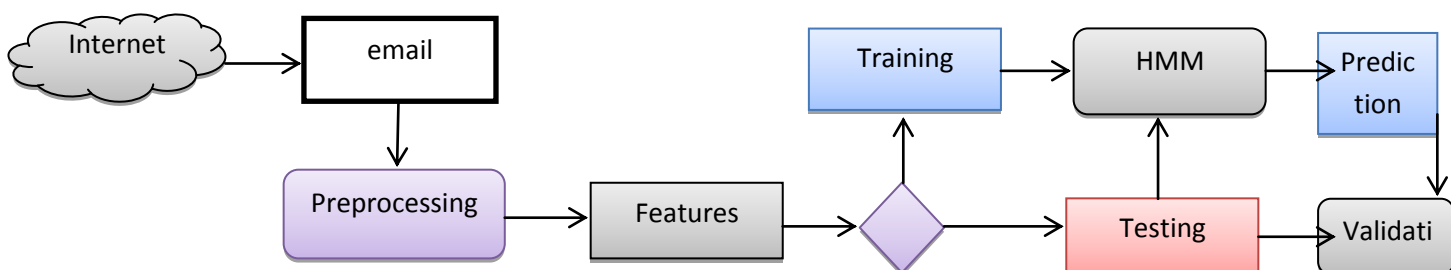 Internet
email
Training
HMM
Predic
tion
Preprocessing
Features
Testing
Validati